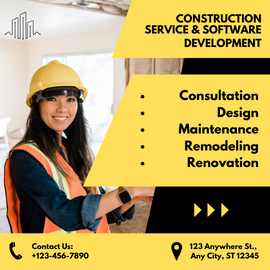 CONSTRUCTION
SERVICE & SOFTWARE
DEVELOPMENT
• Consultation
• Design
• Maintenance
• Remodeling
• Renovation
Contact Us:
+123-456-7890
123 Anywhere St.,
Any City, ST 12345